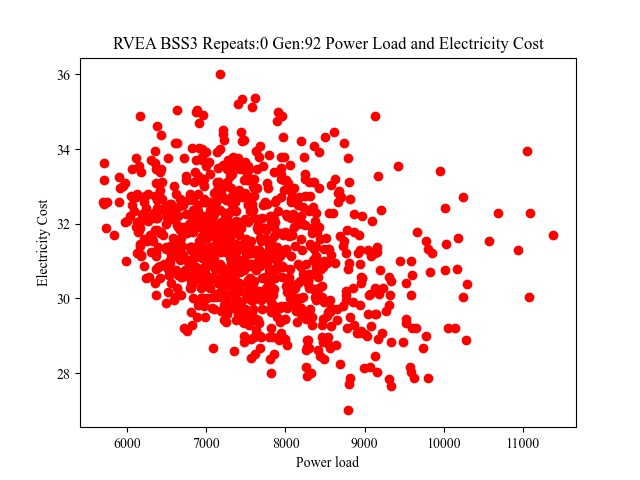 RVEA BSS3 Repeats:0 Gen:92 Power Load and Electricity Cost
36
34
32
30
28
Electricity Cost
6000 7000 8000 9000 10000 11000
Power load